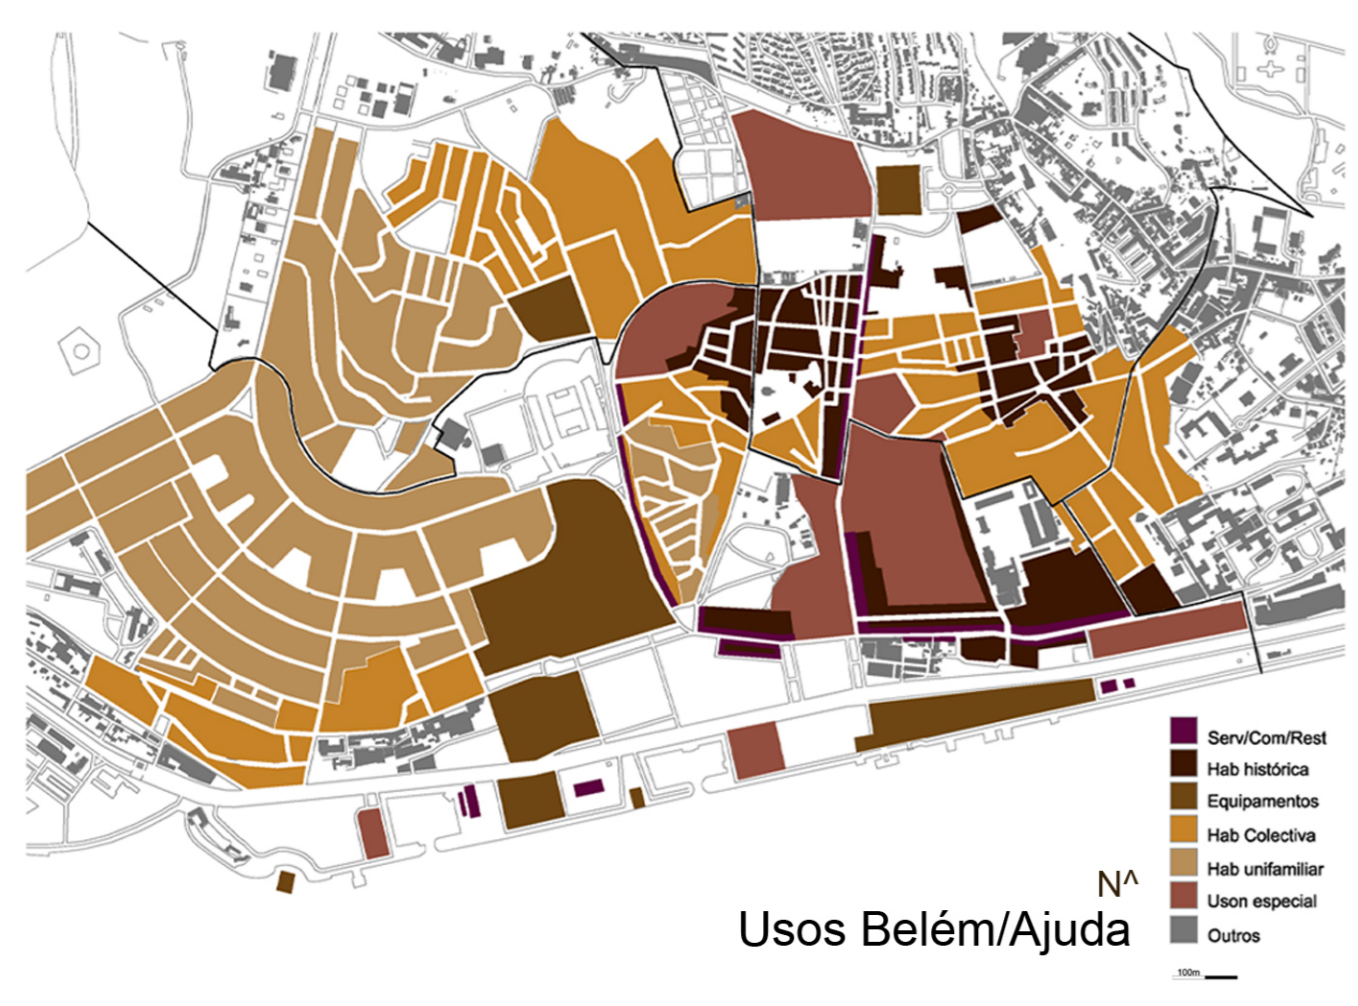 Serv/Com/Rest
Hab histórica
Equipamentos
Hab Colectiva
Hab unifamiliar
Uson especial
Outros
N^
Usos Belém/Ajuda
100m